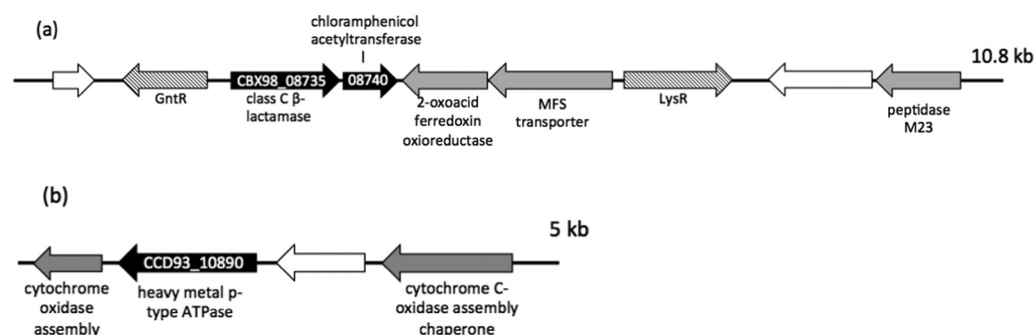 (a)
chloramphenicol
acetyltransferase
10.8 kb
CBX98_08735
08740
GntR
class C β-
lactamase
2-oxoacid
ferredoxin
oxioreductase
MFS
transporter
LysR
peptidase
M23
(b)
5 kb
CCD93_10890
cytochrome
oxidase
assembly
heavy metal p-
type ATPase
cytochrome C-
oxidase assembly
chaperone